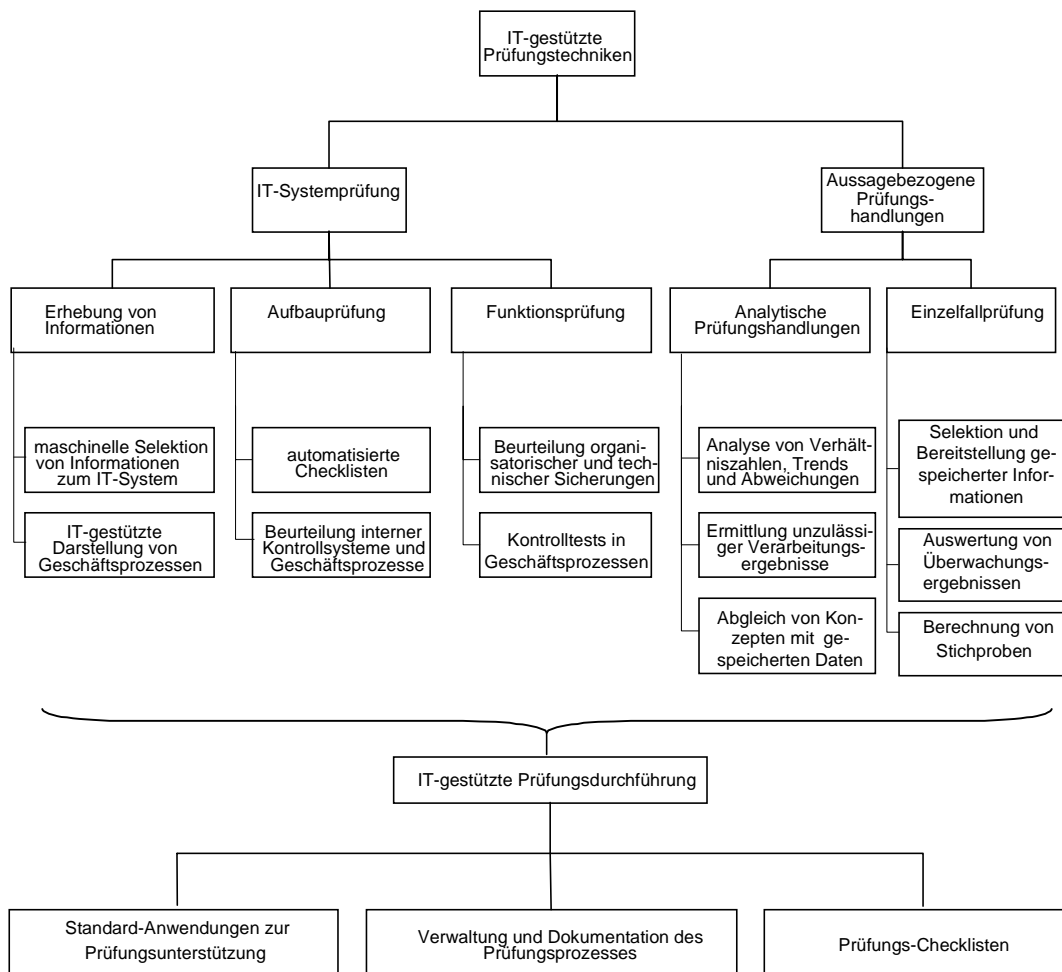 IT-gestützte
Prüfungstechniken
IT-Systemprüfung
Aussagebezogene
Prüfungs-
handlungen
Erhebung von
Informationen
Aufbauprüfung
Funktionsprüfung
Analytische
Prüfungshandlungen
Einzelfallprüfung
maschinelle Selektion
von Informationen
zum IT-System
automatisierte
Checklisten
Beurteilung organi-
satorischer und tech-
nischer Sicherungen
Analyse von Verhält-
niszahlen, Trends
und Abweichungen
Selektion und
Bereitstellung ge-
speicherter Infor-
mationen
IT-gestützte
Darstellung von
Geschäftsprozessen
Beurteilung interner
Kontrollsysteme und
Geschäftsprozesse
Kontrolltests in
Geschäftsprozessen
Ermittlung unzulässi-
ger Verarbeitungs-
ergebnisse
Auswertung von
Überwachungs-
ergebnissen
Abgleich von Kon-
zepten mit ge-
speicherten Daten
Berechnung von
Stichproben
IT-gestützte Prüfungsdurchführung
Standard-Anwendungen zur
Prüfungsunterstützung
Verwaltung und Dokumentation des
Prüfungsprozesses
Prüfungs-Checklisten